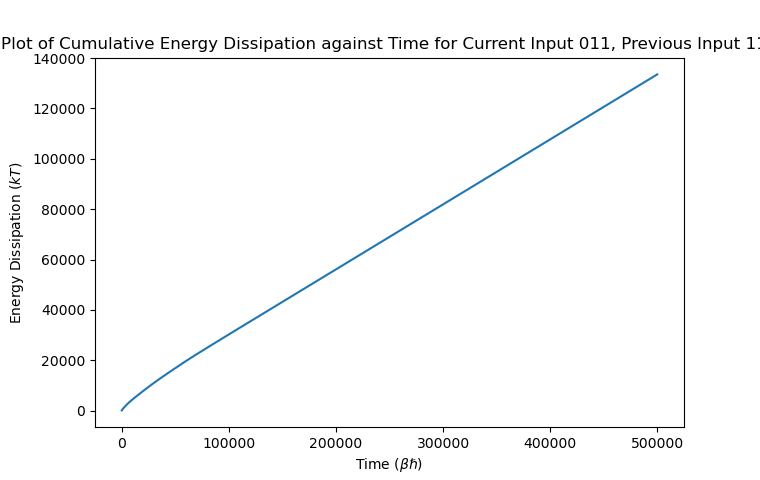 Plot of Cumulative Energy Dissipation against Time for Current Input 011, Previous Input 11
140000
120000
100000
80000
60000
40000
20000
0
Energy Dissipation (kT)
0 100000 200000 300000 400000 500000
Time (βħ)